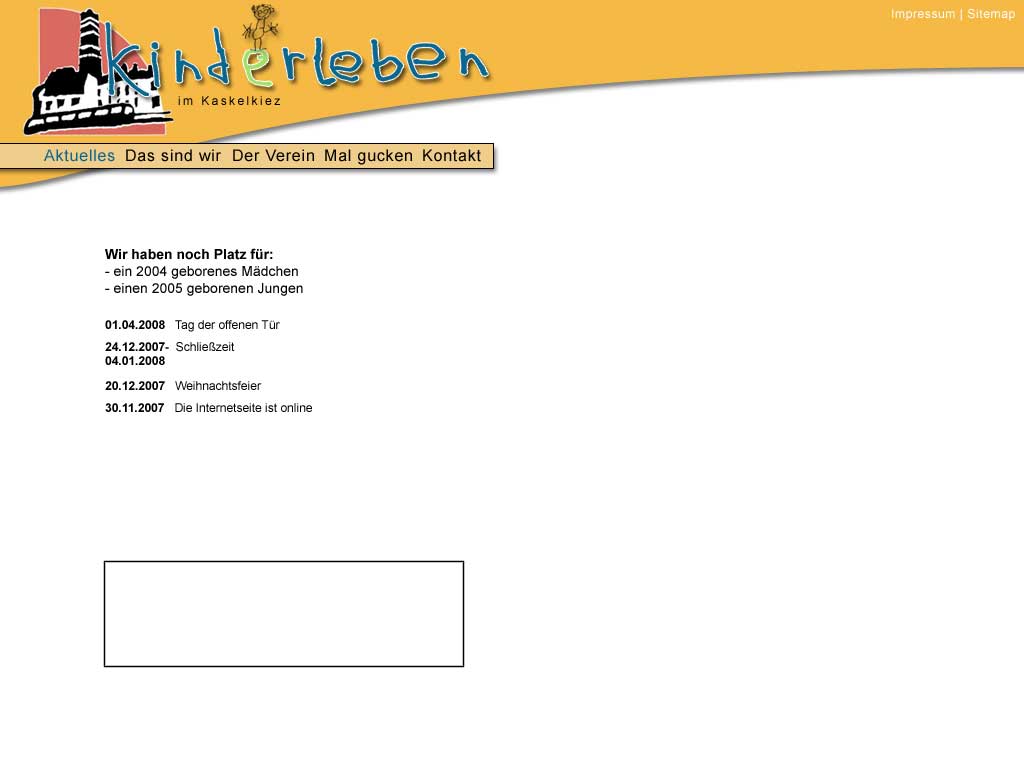 Impressum | Sitemap
kinderleben
im Kaskelkiez
Aktuelles Das sind wir Der Verein Mal gucken Kontakt
Wir haben noch Platz für:
- ein 2004 geborenes Mädchen
- einen 2005 geborenen Jungen
01.04.2008 Tag der offenen Tür
24.12.2007- Schließzeit
04.01.2008
20.12.2007 Weihnachtsfeier
30.11.2007 Die Internetseite ist online